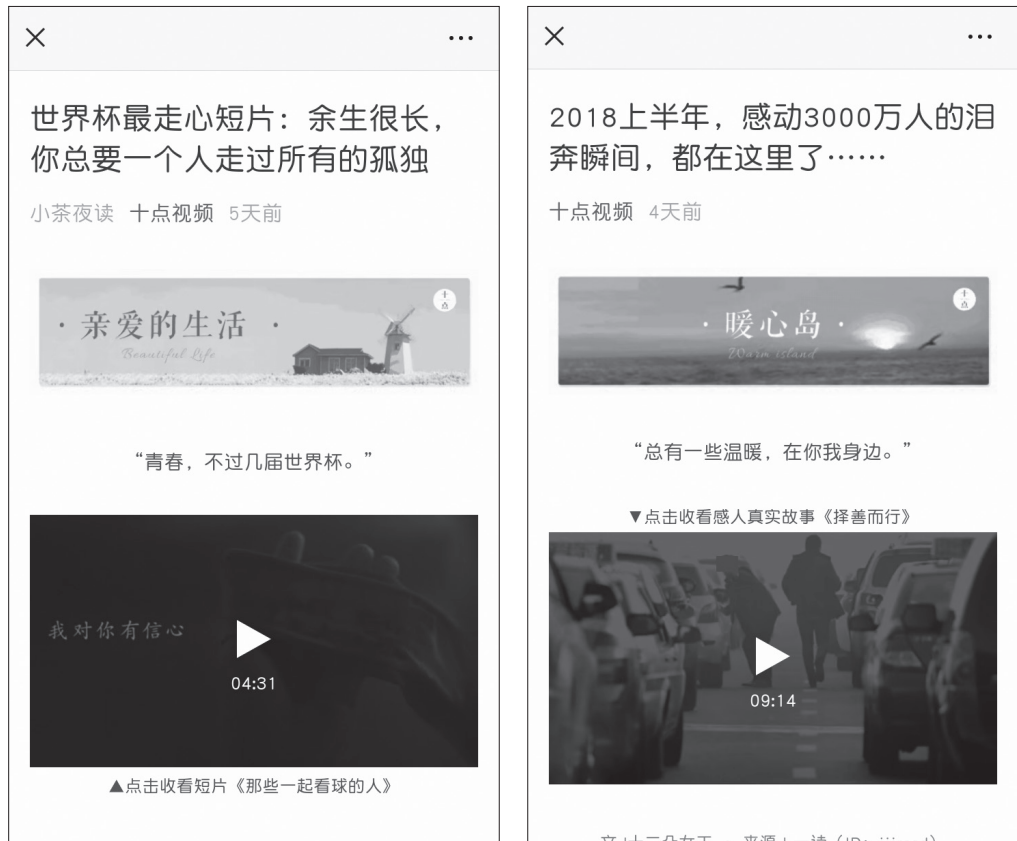 世界杯最走心短片：余生很长，
你总要一个人走过所有的孤独
小茶夜读 十点视频 5天前
十点
· 亲爱的生活 ·
Beautiful Life
“青春，不过几届世界杯。”
我对你有信心
04:31
▲点击收看短片《那些一起看球的人》
2018上半年，感动3000万人的泪
奔瞬间，都在这里了……
十点视频 4天前
十点
· 暖心岛 ·
Warm island
“总有一些温暖，在你我身边。”
▼点击收看感人真实故事《择善而行》
09:14